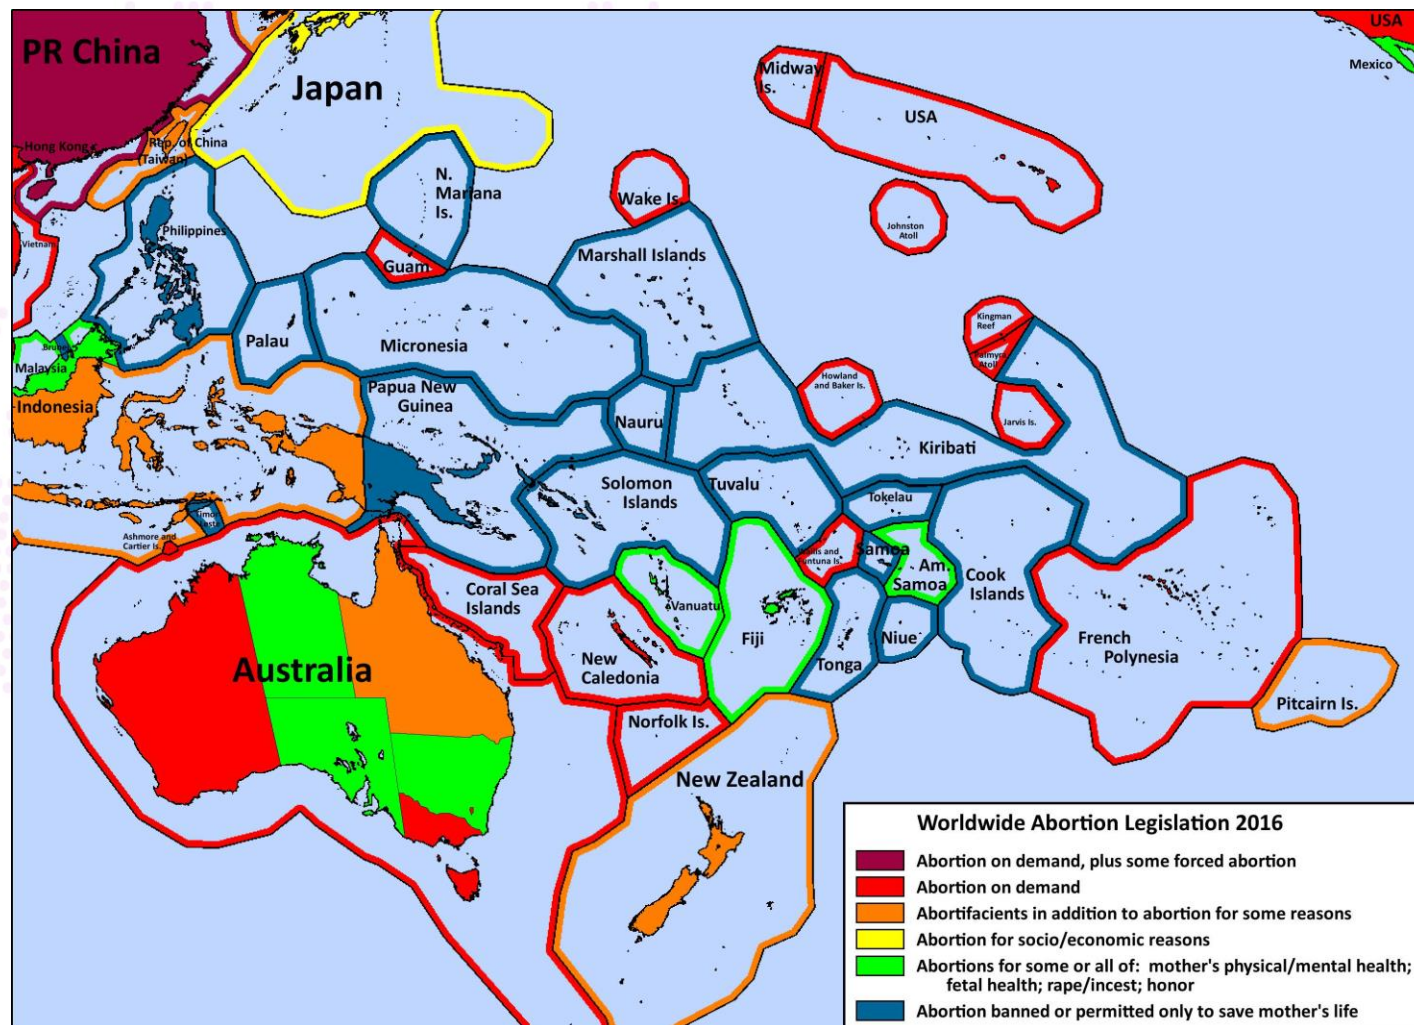 USA
PR China
Mexico
Midway
Is.
Japan
USA
Hong Kong
Rep. of China
(Taiwan)
N.
Mariana
Is.
Wake Is.
Johnston
Atoll
Philippines
Vietnam
Marshall Islands
Guam
Kingman
Reef
Palau
Micronesia
Brunei
Palmyra
Atoll
Malaysia
Howland
and Baker Is.
Papua New
Guinea
Indonesia
Nauru
Jarvis Is.
Kiribati
Solomon
Islands
Tuvalu
Tokelau
Timor
Leste
Ashmore and
Cartier Is.
Wallis and
Funtuna Is.
Samoa
Am.
Samoa
Cook
Islands
Coral Sea
Islands
Vanuatu
Fiji
Niue
French
Polynesia
New
Caledonia
Tonga
Australia
Pitcairn Is.
Norfolk Is.
New Zealand
Worldwide Abortion Legislation 2016
Abortion on demand, plus some forced abortion
Abortion on demand
Abortifacients in addition to abortion for some reasons
Abortion for socio/economic reasons
Abortions for some or all of: mother's physical/mental health;
fetal health; rape/incest; honor
Abortion banned or permitted only to save mother's life